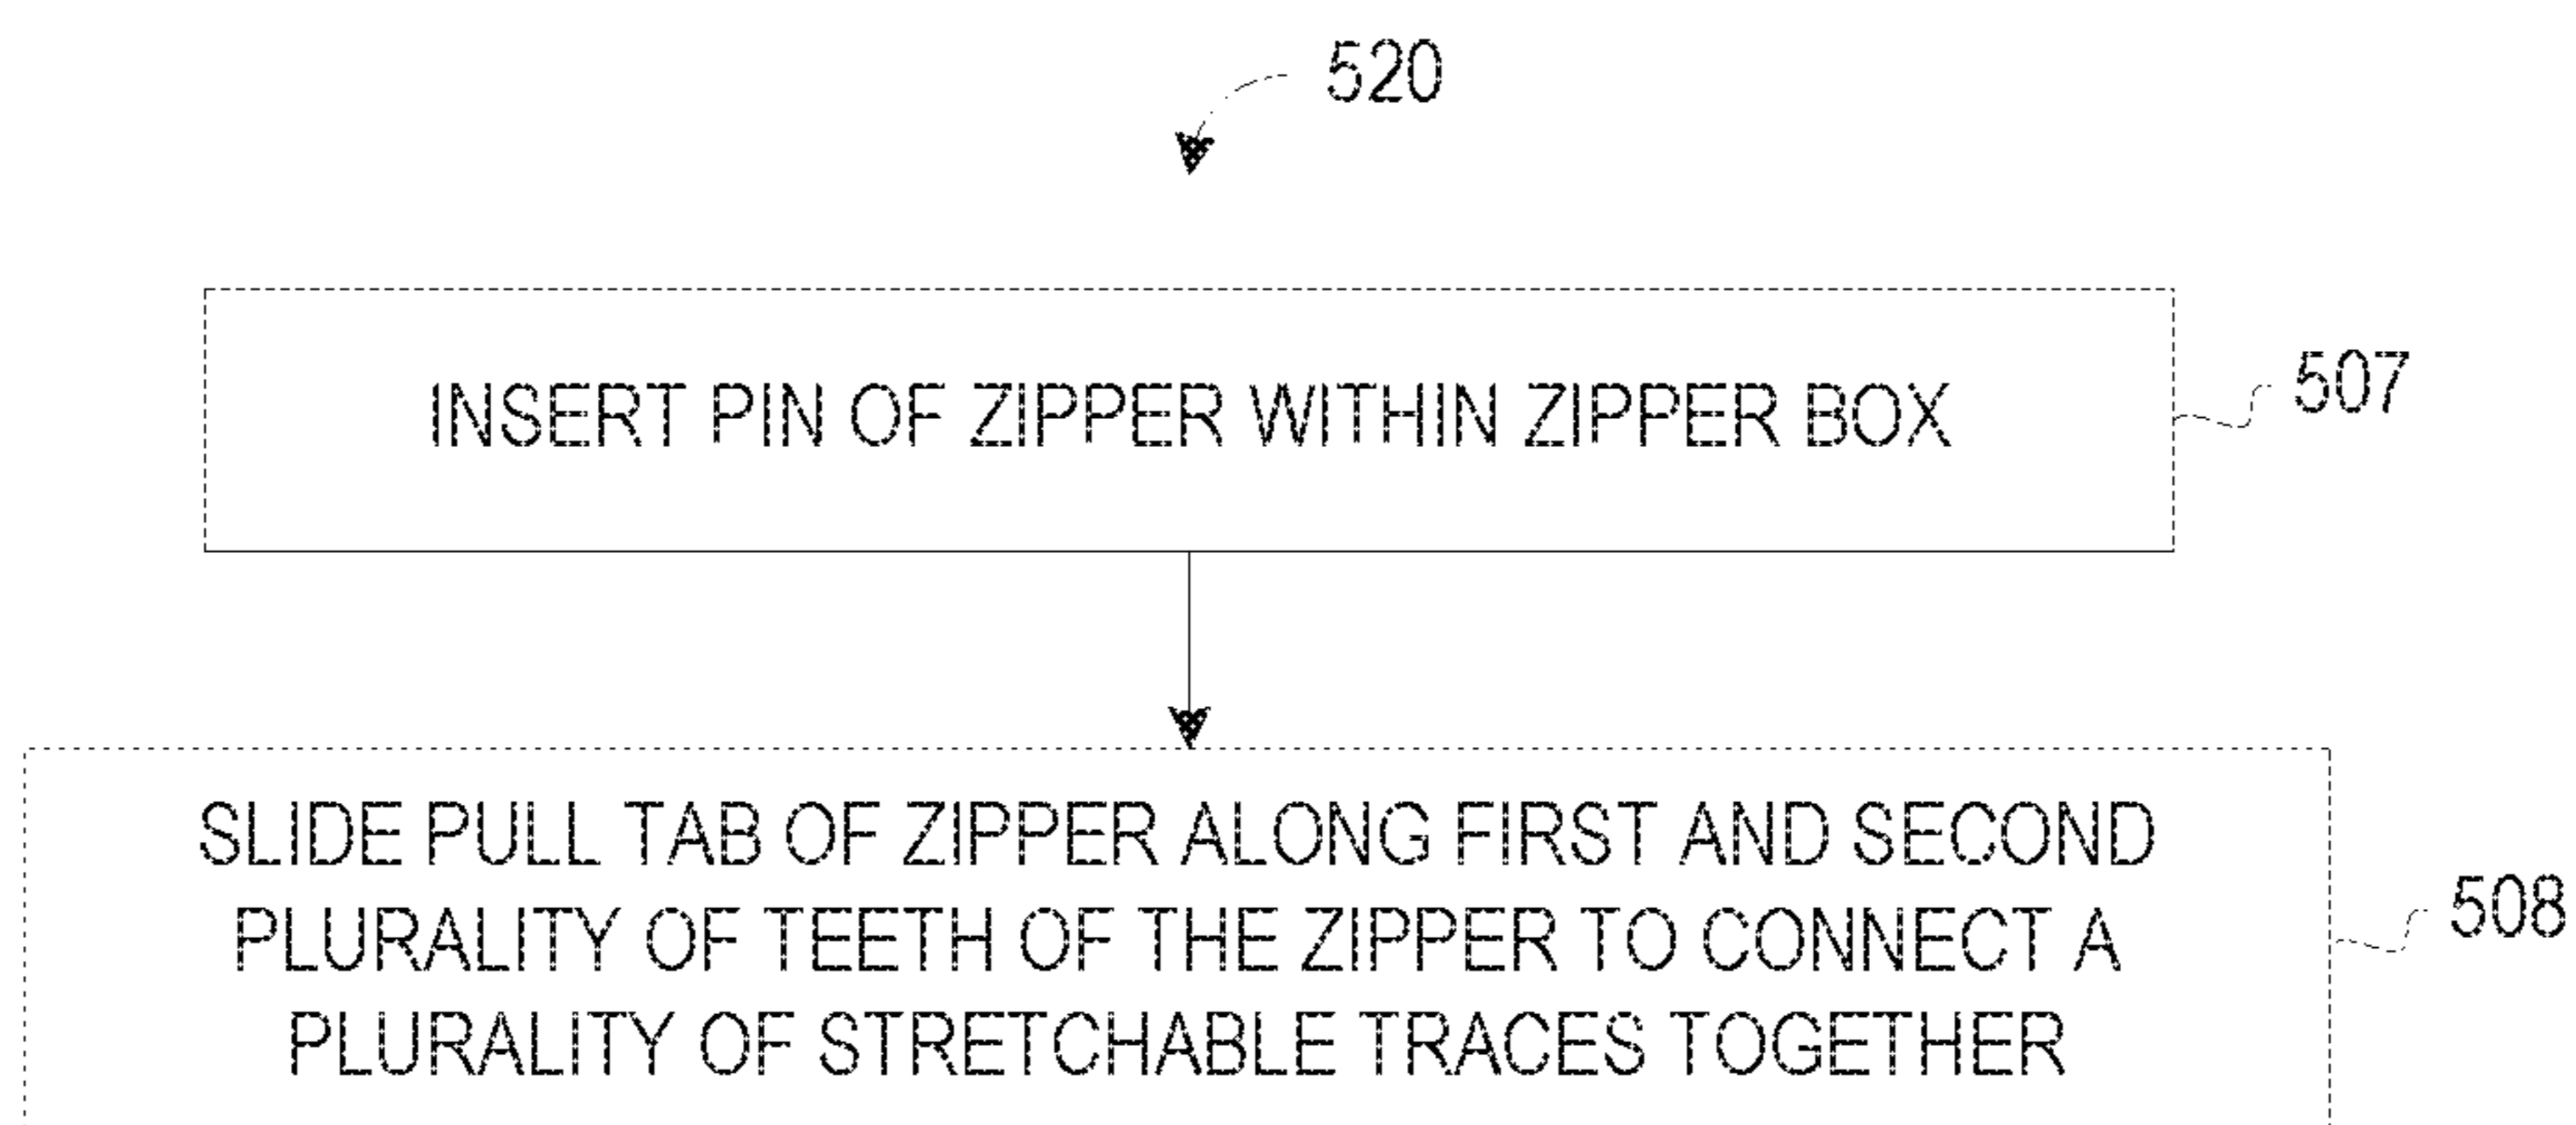 520
INSERT PIN OF ZIPPER WITHIN ZIPPER BOX
507
SLIDE PULL TAB OF ZIPPER ALONG FIRST AND SECOND
PLURALITY OF TEETH OF THE ZIPPER TO CONNECT A
PLURALITY OF STRETCHABLE TRACES TOGETHER
508